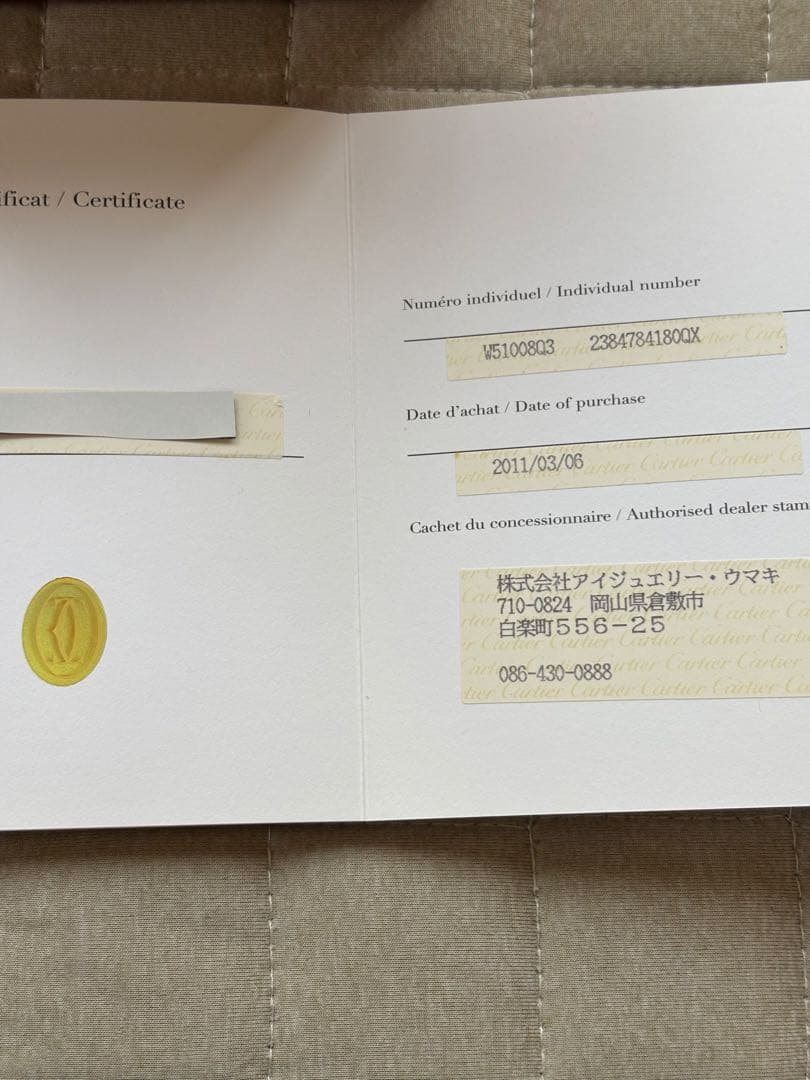 ificat / Certificate
Numéro individuel / Individual number
W51008Q3 2384784180QX
Date d'achat / Date of purchase
2011/03/06
Cachet du concessionnaire / Authorised dealer stam
株式会社アイジュエリー・ウマキ
710-0824 岡山県倉敷市
白楽町556-25
086-430-0888